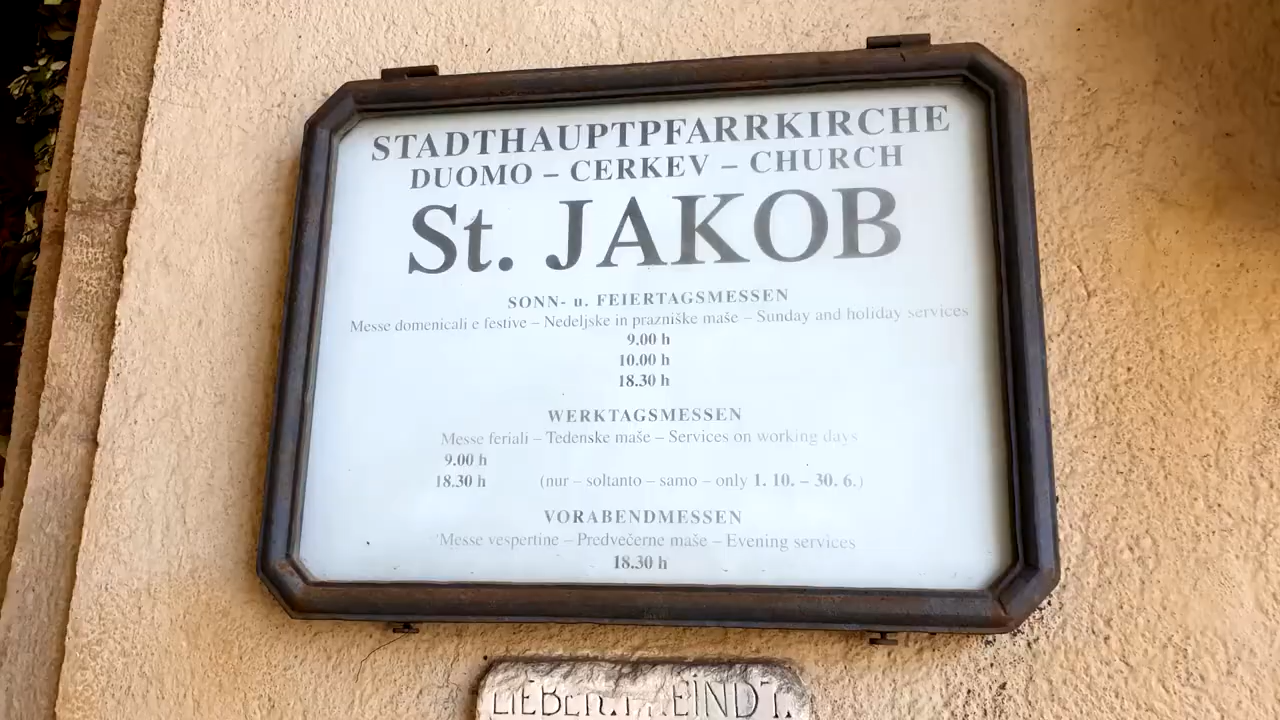 STADTHAUPTPFARRKIRCHE
DUOMO – CERKEV – CHURCH
St. JAKOB
SONN- u. FEIERTAGSMESSEN
Messe domenicali e festive – Nedeljske in prazniške maše – Sunday and holiday services
9.00 h
10.00 h
18.30 h
WERKTAGSMESSEN
Messe feriali – Tedenske maše – Services on working days
9.00 h
18.30 h (nur – soltanto – samo – only 1. 10. – 30. 6.)
VORABENDMESSEN
Messe vespertine – Predvečerne maše – Evening services
18.30 h